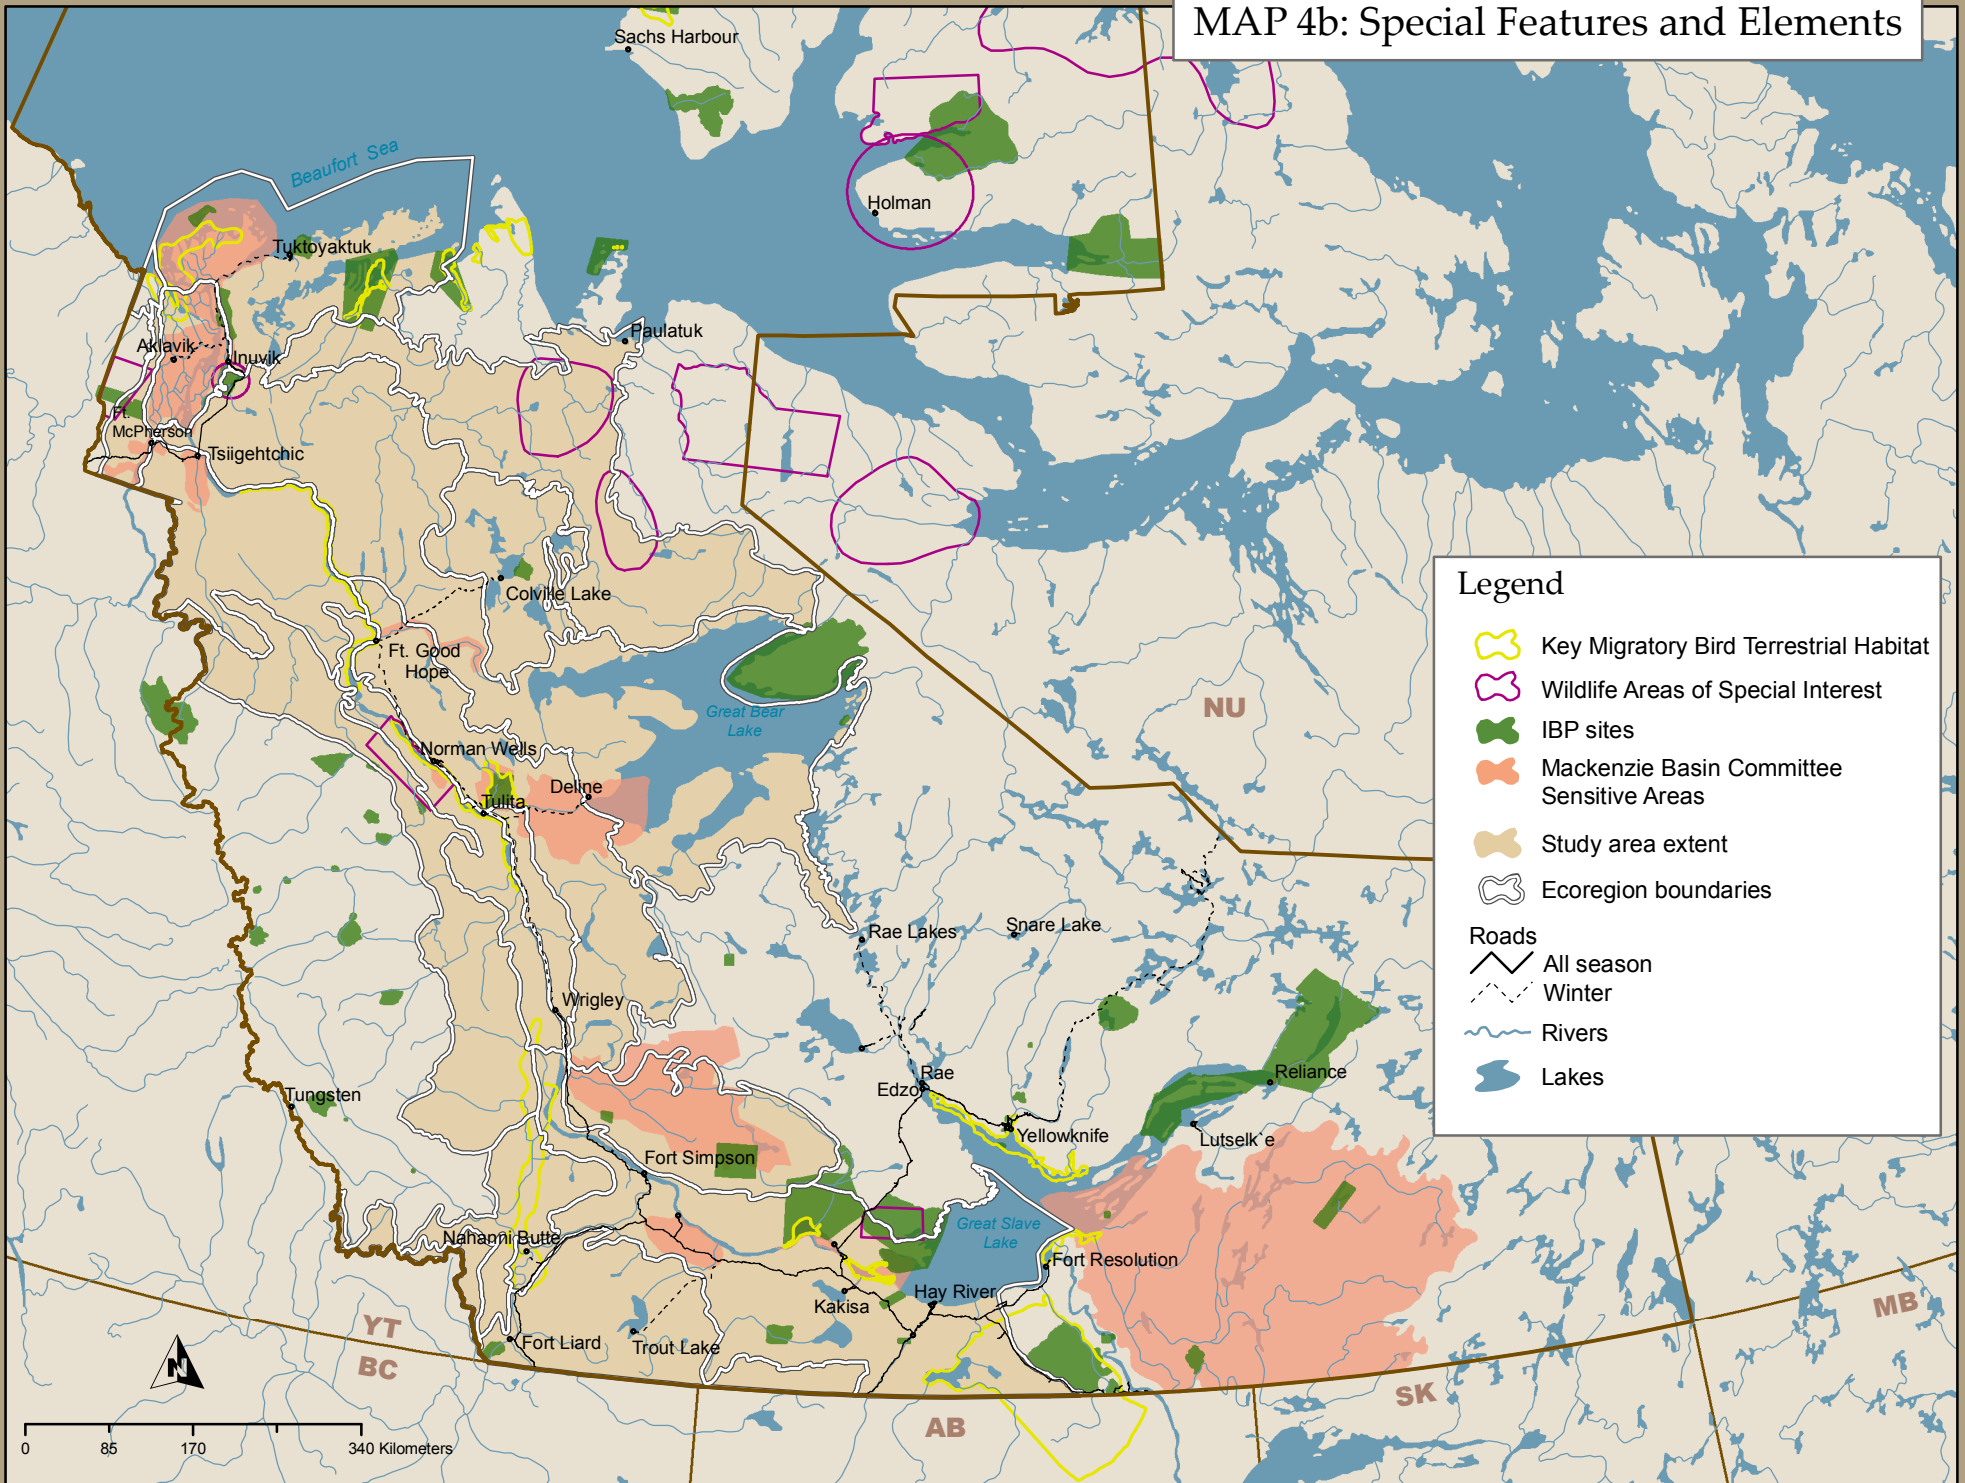 MAP 4b: Special Features and Elements
Sachs Harbour
Beaufort Sea
Holman
Tuktoyaktuk
Paulatuk
Aklavik
Inuvik
Ft.
McPherson
Tsiigehtchic
Colville Lake
Ft. Good
Hope
Great Bear
Lake
NU
Norman Wells
Deline
Tulita
Rae Lakes
Snare Lake
Wrigley
Tungsten
Rae
Edzo
Reliance
Yellowknife
Lutselk`e
Fort Simpson
Great Slave
Lake
Nahanni Butte
Fort Resolution
Hay River
Kakisa
Fort Liard
Trout Lake
YT
BC
AB
SK
MB
N
0 85 170 340 Kilometers
Legend
Key Migratory Bird Terrestrial Habitat
Wildlife Areas of Special Interest
IBP sites
Mackenzie Basin Committee
Sensitive Areas
Study area extent
Ecoregion boundaries
Roads
All season
Winter
Rivers
Lakes